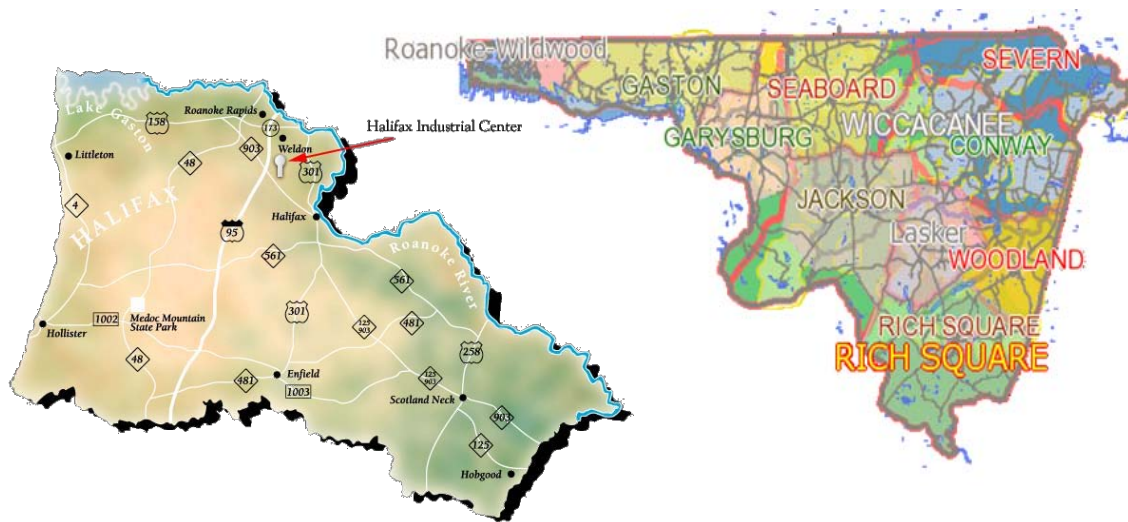 Lake Gaston
158
Roanoke Rapids
173
Weldon
903
48
Littleton
4
HALIFAX
301
Halifax
95
Halifax Industrial Center
561
Roanoke River
561
1002
Medoc Mountain
State Park
Hollister
301
125
903
481
258
48
481
Enfield
1003
125
903
Scotland Neck
903
125
Hobgood
Roanoke-Wildwood
GASTON
SEABOARD
SEVERN
GARYSBURG
WICCACANEE
CONWAY
JACKSON
Lasker
WOODLAND
RICH SQUARE
RICH SQUARE